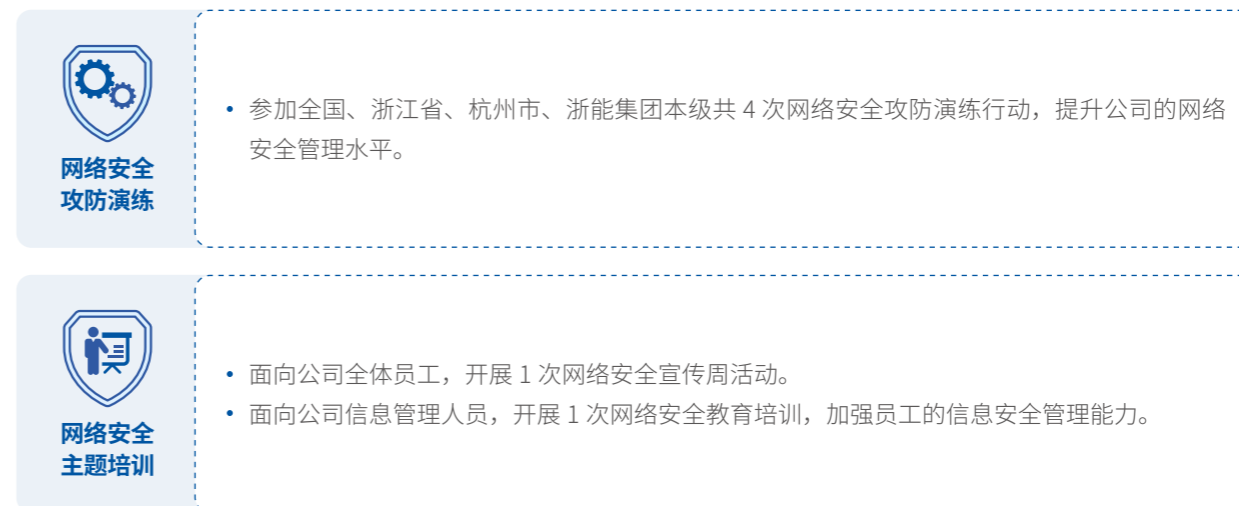 网络安全
攻防演练
• 参加全国、浙江省、杭州市、浙能集团本级共 4 次网络安全攻防演练行动，提升公司的网络
安全管理水平。
网络安全
主题培训
• 面向公司全体员工，开展 1 次网络安全宣传周活动。
• 面向公司信息管理人员，开展 1 次网络安全教育培训，加强员工的信息安全管理能力。